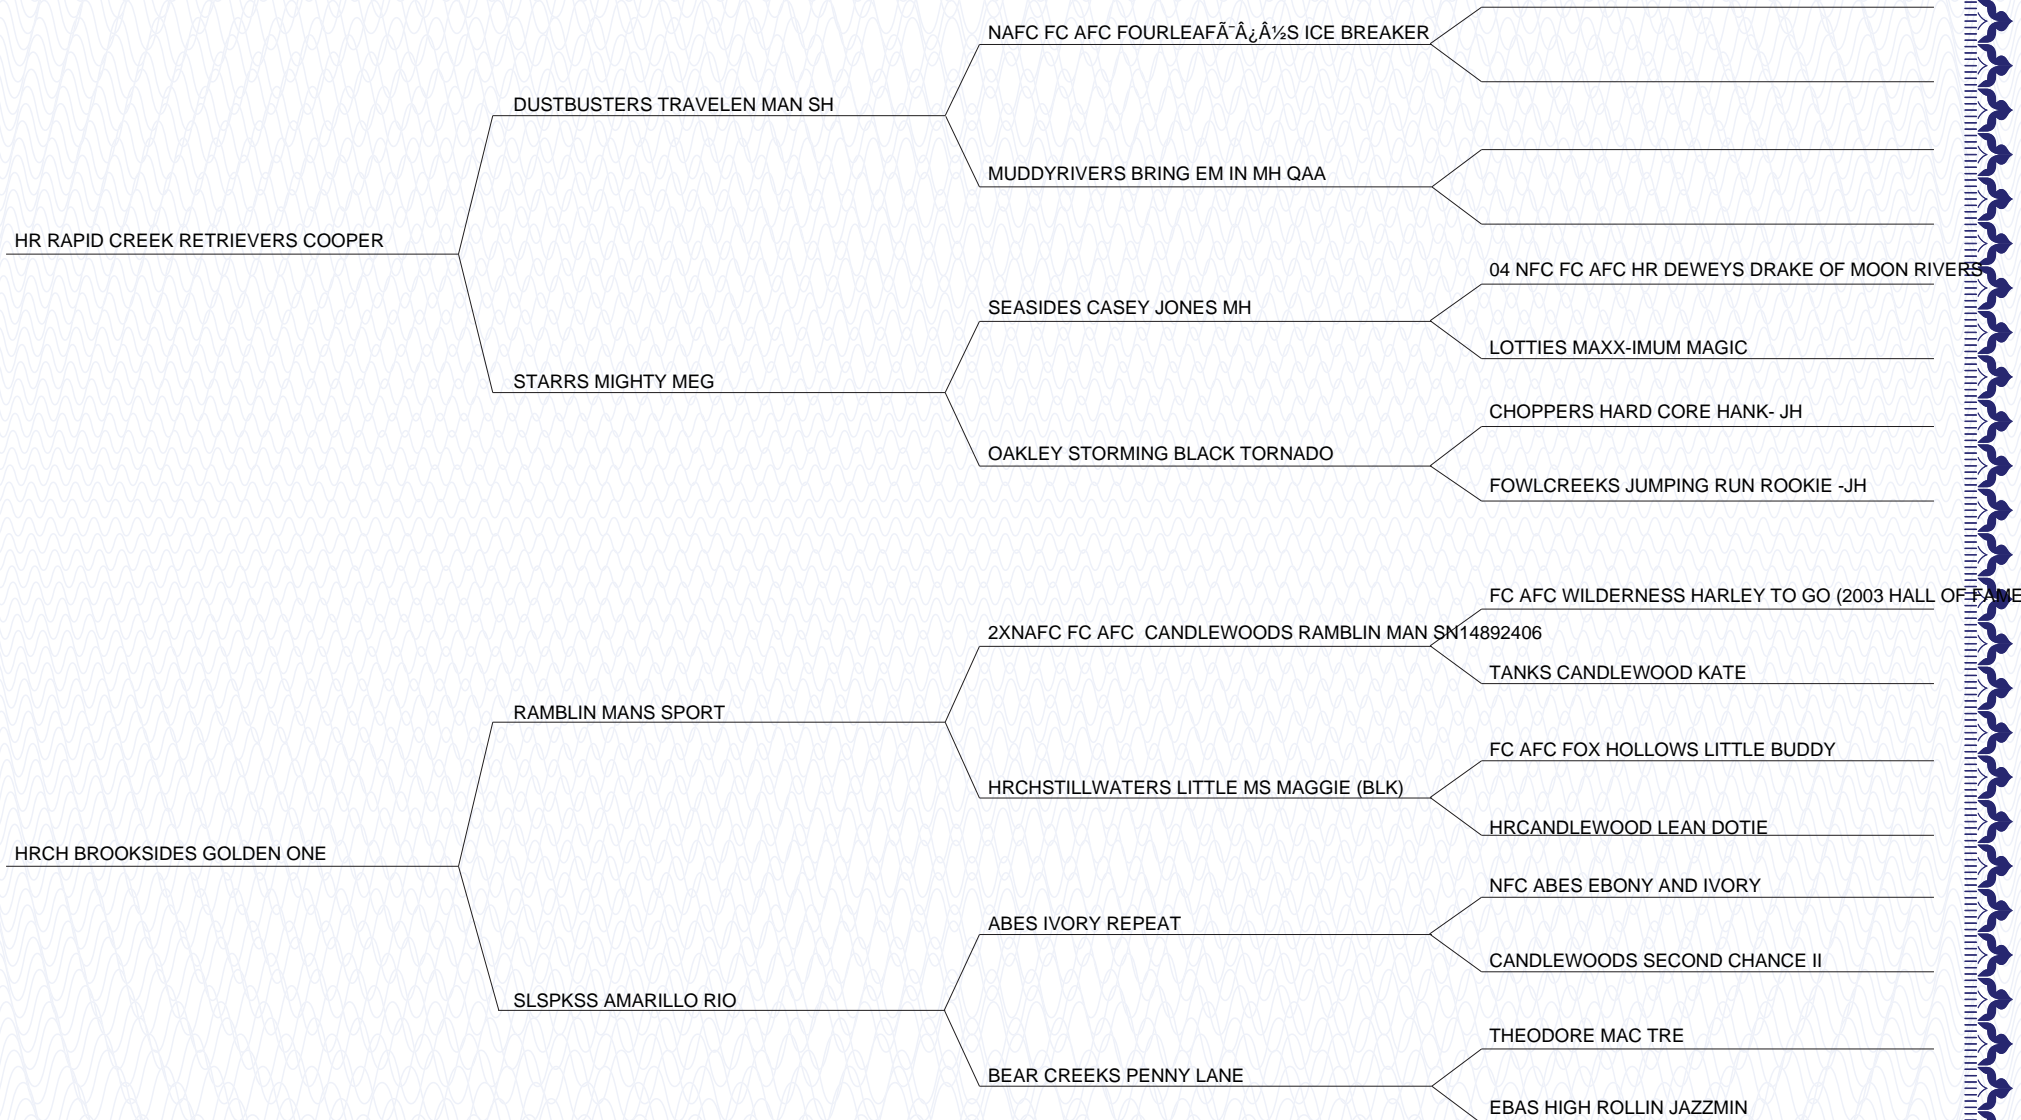 NAFC FC AFC FOURLEAFÃ¯Â¿Â½S ICE BREAKER
DUSTBUSTERS TRAVELEN MAN SH
MUDDYRIVERS BRING EM IN MH QAA
HR RAPID CREEK RETRIEVERS COOPER
04 NFC FC AFC HR DEWEYS DRAKE OF MOON RIVERS
SEASIDES CASEY JONES MH
LOTTIES MAXX-IMUM MAGIC
STARRS MIGHTY MEG
CHOPPERS HARD CORE HANK- JH
OAKLEY STORMING BLACK TORNADO
FOWLCREEKS JUMPING RUN ROOKIE -JH
FC AFC WILDERNESS HARLEY TO GO (2003 HALL OF FAME
2XNAFC FC AFC  CANDLEWOODS RAMBLIN MAN SN14892406
TANKS CANDLEWOOD KATE
RAMBLIN MANS SPORT
FC AFC FOX HOLLOWS LITTLE BUDDY
HRCHSTILLWATERS LITTLE MS MAGGIE (BLK)
HRCANDLEWOOD LEAN DOTIE
HRCH BROOKSIDES GOLDEN ONE
NFC ABES EBONY AND IVORY
ABES IVORY REPEAT
CANDLEWOODS SECOND CHANCE II
SLSPKSS AMARILLO RIO
THEODORE MAC TRE
BEAR CREEKS PENNY LANE
EBAS HIGH ROLLIN JAZZMIN